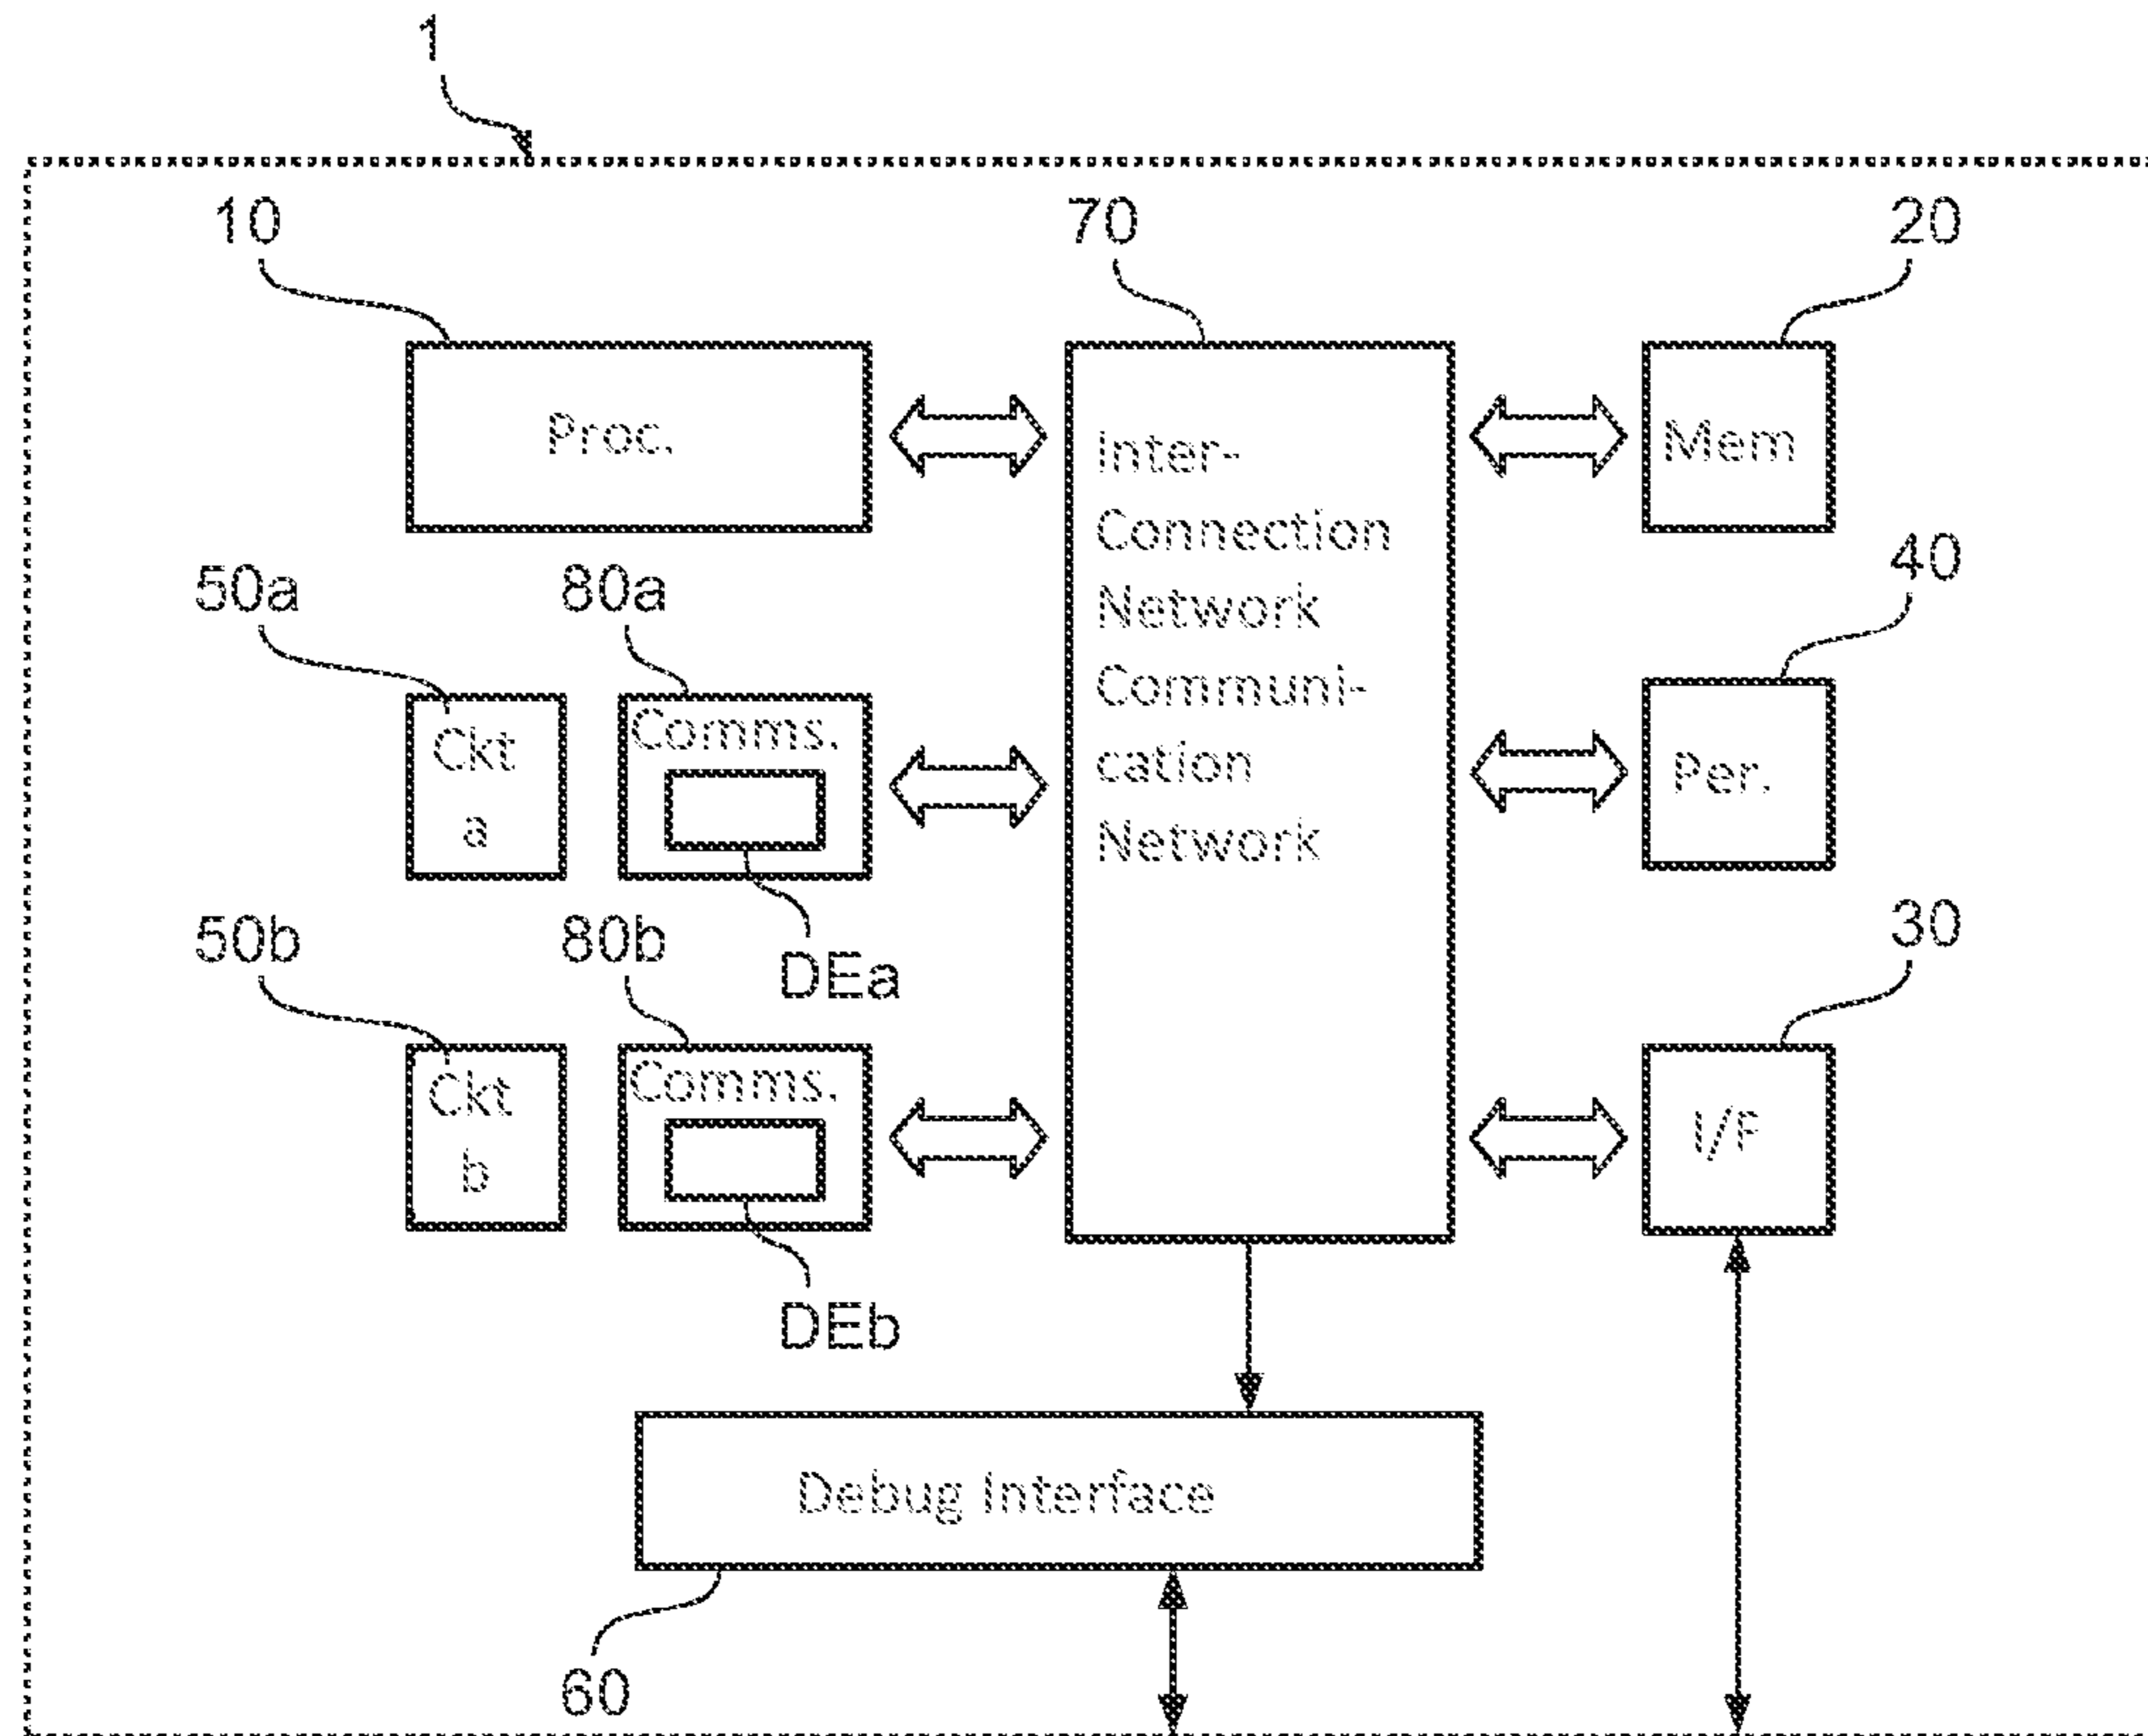 1
10
70
20
Proc.
Inter-
Connection
Network
Communi-
cation
Network
Mem
40
50a
80a
Ckt
a
Comms.
Per.
DEa
50b
80b
30
Ckt
b
Comms.
I/F
DEb
Debug Interface
60